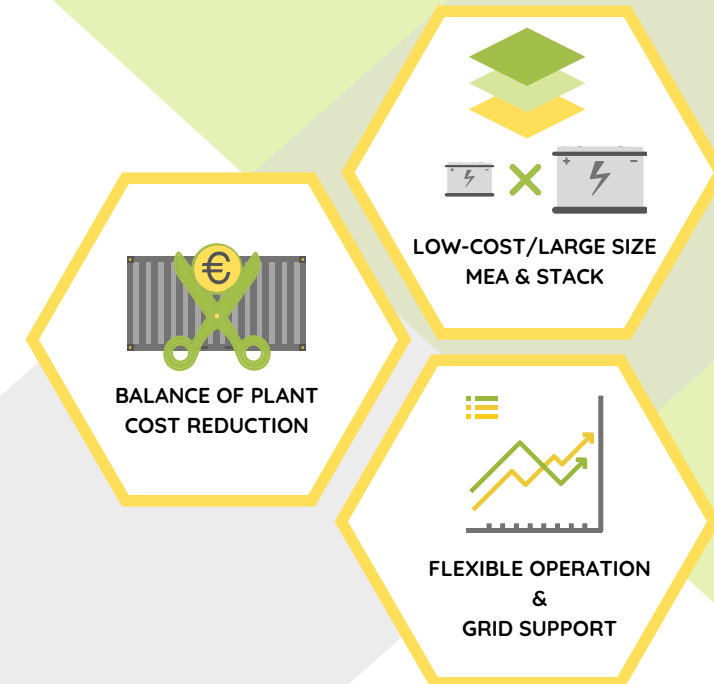 LOW-COST/LARGE SIZE
MEA & STACK
€
BALANCE OF PLANT
COST REDUCTION
FLEXIBLE OPERATION
&
GRID SUPPORT